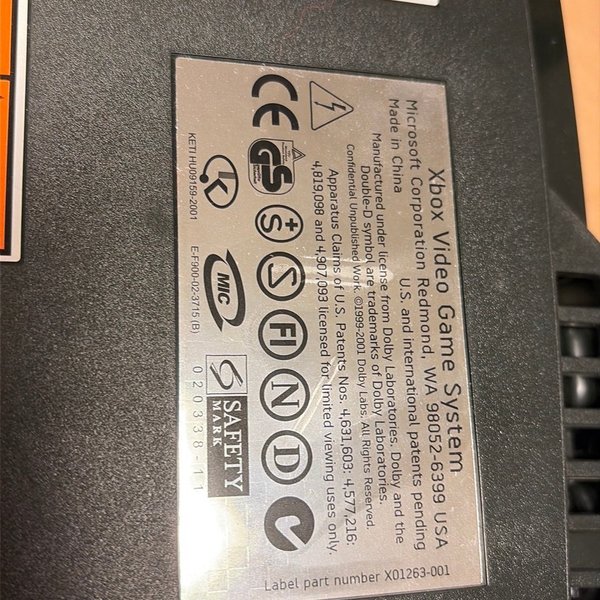 Xbox Video Game System
Microsoft Corporation Redmond, WA 98052-6399 USA
Made in China
U.S. and international patents pending
Manufactured under license from Dolby Laboratories. Dolby and the
Double-D symbol are trademarks of Dolby Laboratories.
Confidential Unpublished Work. ©1999-2001 Dolby Labs. All Rights Reserved.
Apparatus Claims of U.S. Patents Nos. 4,631,603; 4,577,216;
4,819,098 and 4,907,093 licensed for limited viewing uses only.
CE GS +S S FI N D
K MIC S SAFETY
MARK
KETI HU09159-2001 E-F900-02-3715 (B) 020338-11
Label part number X01263-001